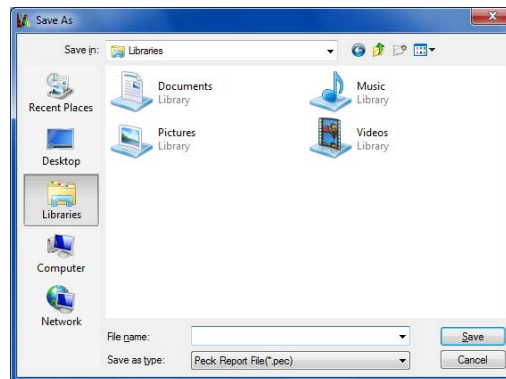 Save As
Save in: Libraries
Recent Places
Desktop
Libraries
Computer
Network
Documents
Library
Music
Library
Pictures
Library
Videos
Library
File name:
Save
Save as type: Peck Report File(*.pec)
Cancel